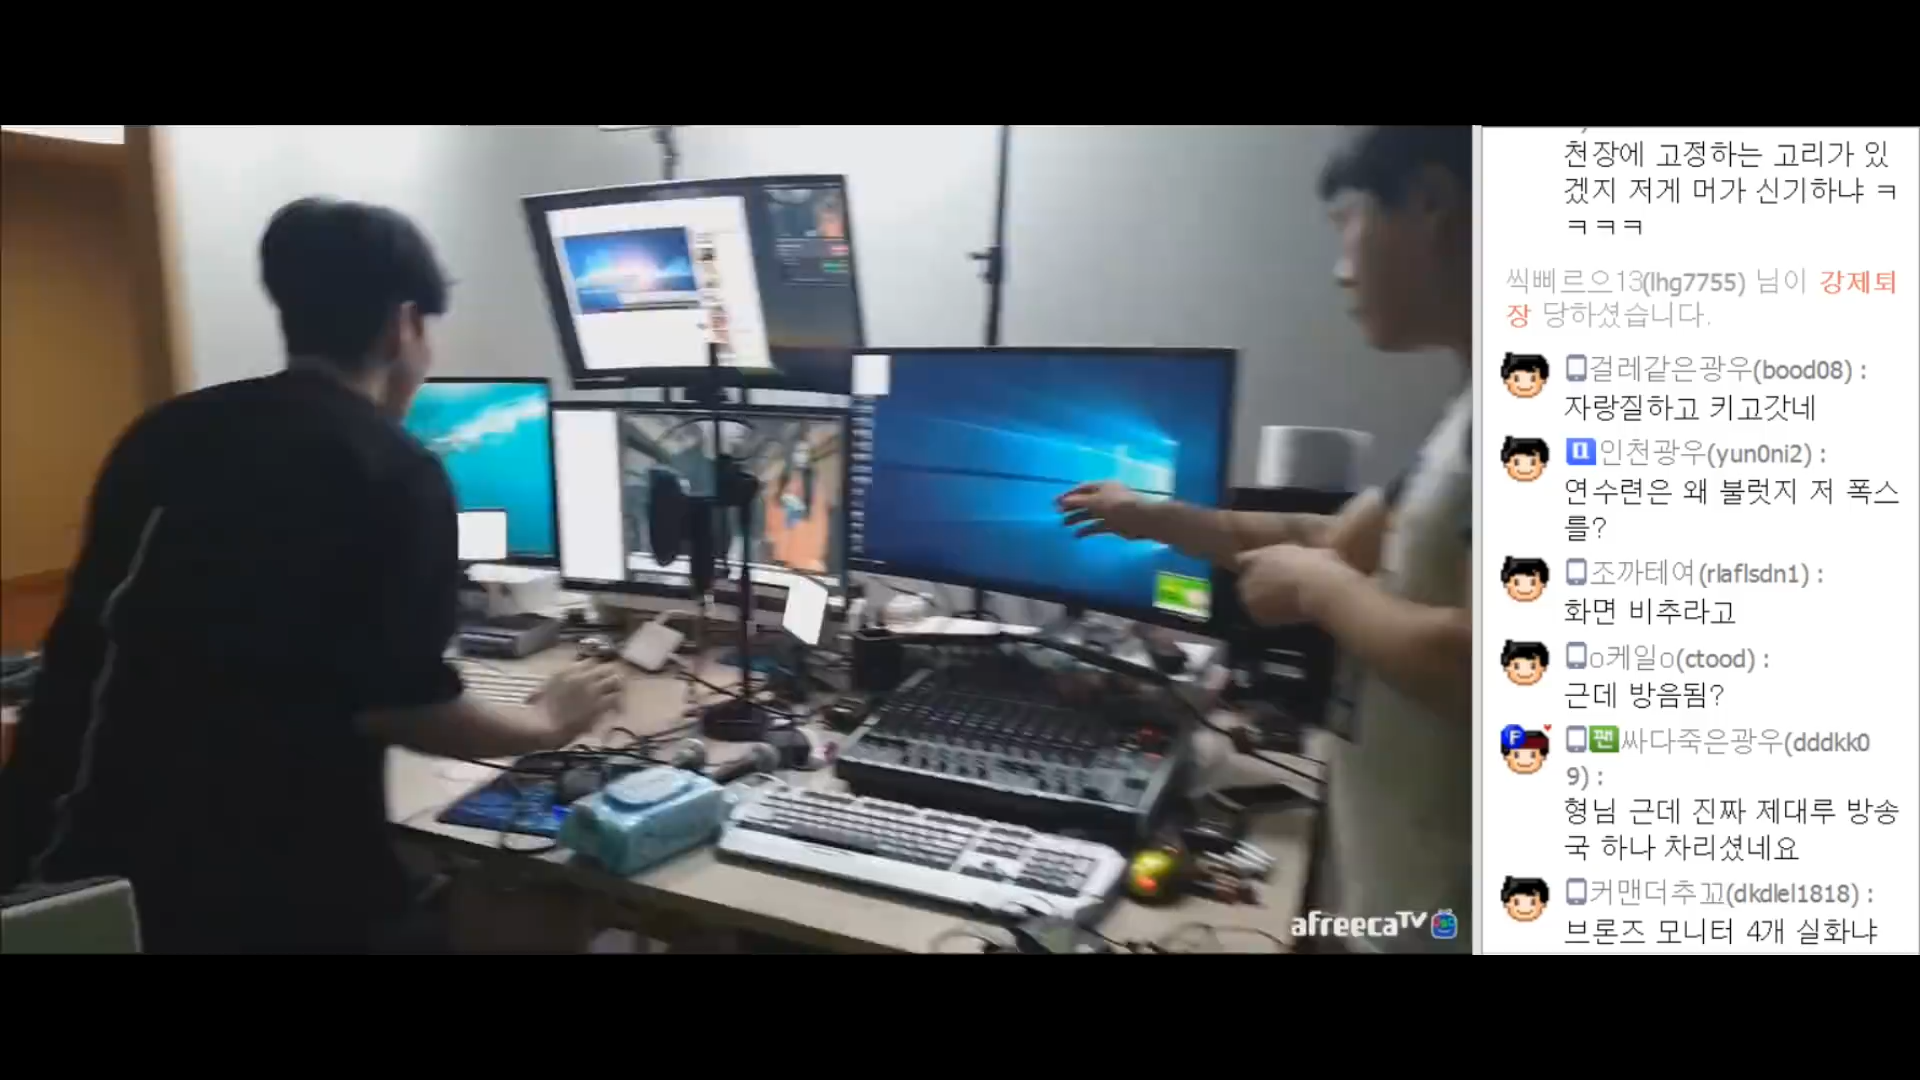 천장에 고정하는 고리가 있
겠지 저게 머가 신기하냐 ㅋ
ㅋㅋㅋ
씩삐르으13(lhg7755) 님이 강제퇴
장 당하셨습니다.
걸레같은광우(bood08) :
자랑질하고 키고갓네
인천광우(yun0ni2) :
연수련은 왜 불럿지 저 폭스
를?
조까테여(rlaflsdn1) :
화면 비추라고
o케일o(ctood) :
근데 방음됨?
팬 싸다죽은광우(dddkk0
9) :
형님 근데 진짜 제대루 방송
국 하나 차리셨네요
커맨더추꼬(dkdlel1818) :
브론즈 모니터 4개 실화냐
afreecaTV